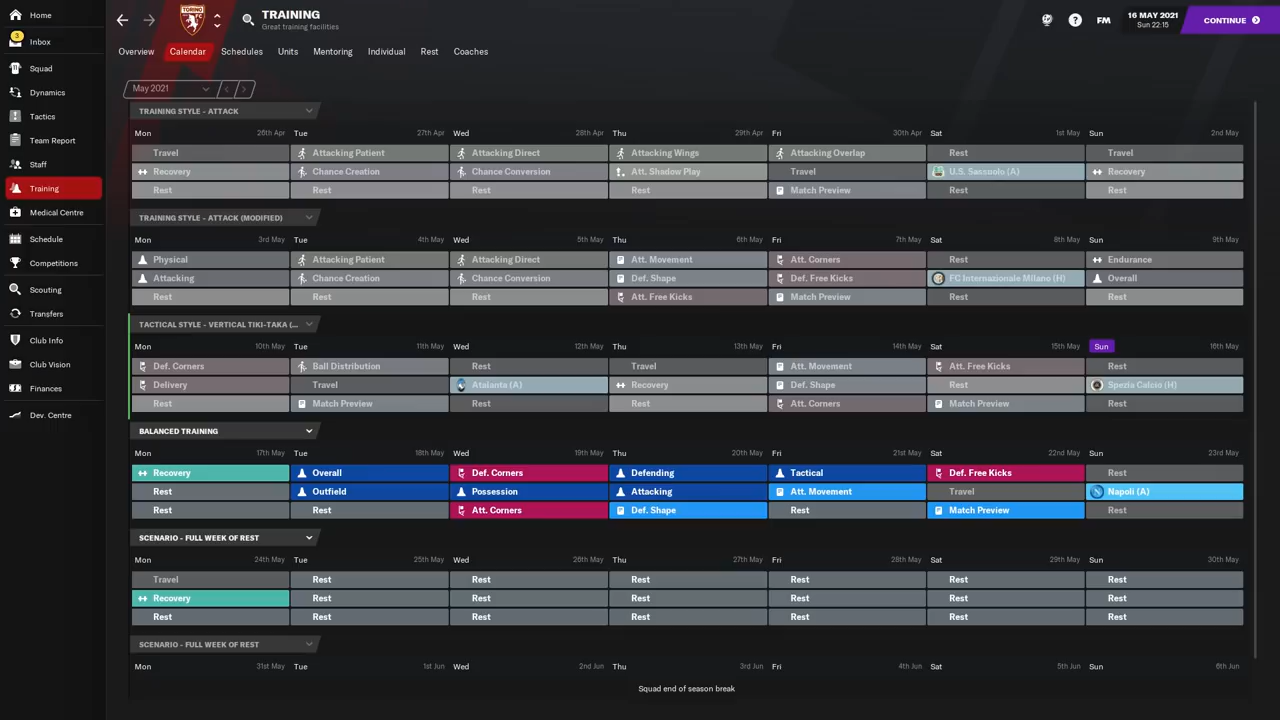 Home
TORINO FC
TRAINING
Great training facilities
FM
16 MAY 2021
Sun 22:15
CONTINUE
3
Inbox
Overview Calendar Schedules Units Mentoring Individual Rest Coaches
Squad
Dynamics
Tactics
Team Report
Staff
Training
Medical Centre
Schedule
Competitions
Scouting
Transfers
Club Info
Club Vision
Finances
Dev. Centre
May 2021
TRAINING STYLE - ATTACK
Mon 26th Apr Tue 27th Apr Wed 28th Apr Thu 29th Apr Fri 30th Apr Sat 1st May Sun 2nd May
Travel Attacking Patient Attacking Direct Attacking Wings Attacking Overlap Rest Travel
Recovery Chance Creation Chance Conversion Att. Shadow Play Travel U.S. Sassuolo (A) Recovery
Rest Rest Rest Rest Match Preview Rest Rest
TRAINING STYLE - ATTACK (MODIFIED)
Mon 3rd May Tue 4th May Wed 5th May Thu 6th May Fri 7th May Sat 8th May Sun 9th May
Physical Attacking Patient Attacking Direct Att. Movement Att. Corners Rest Endurance
Attacking Chance Creation Chance Conversion Def. Shape Def. Free Kicks FC Internazionale Milano (H) Overall
Rest Rest Rest Att. Free Kicks Match Preview Rest Rest
TACTICAL STYLE - VERTICAL TIKI-TAKA (...
Mon 10th May Tue 11th May Wed 12th May Thu 13th May Fri 14th May Sat 15th May Sun 16th May
Def. Corners Ball Distribution Rest Travel Att. Movement Att. Free Kicks Rest
Delivery Travel Atalanta (A) Recovery Def. Shape Rest Spezia Calcio (H)
Rest Match Preview Rest Rest Att. Corners Match Preview Rest
BALANCED TRAINING
Mon 17th May Tue 18th May Wed 19th May Thu 20th May Fri 21st May Sat 22nd May Sun 23rd May
Recovery Overall Def. Corners Defending Tactical Def. Free Kicks Rest
Rest Outfield Possession Attacking Att. Movement Travel Napoli (A)
Rest Rest Att. Corners Def. Shape Rest Match Preview Rest
SCENARIO - FULL WEEK OF REST
Mon 24th May Tue 25th May Wed 26th May Thu 27th May Fri 28th May Sat 29th May Sun 30th May
Travel Rest Rest Rest Rest Rest Rest
Recovery Rest Rest Rest Rest Rest Rest
Rest Rest Rest Rest Rest Rest Rest
SCENARIO - FULL WEEK OF REST
Mon 31st May Tue 1st Jun Wed 2nd Jun Thu 3rd Jun Fri 4th Jun Sat 5th Jun Sun 6th Jun
Squad end of season break